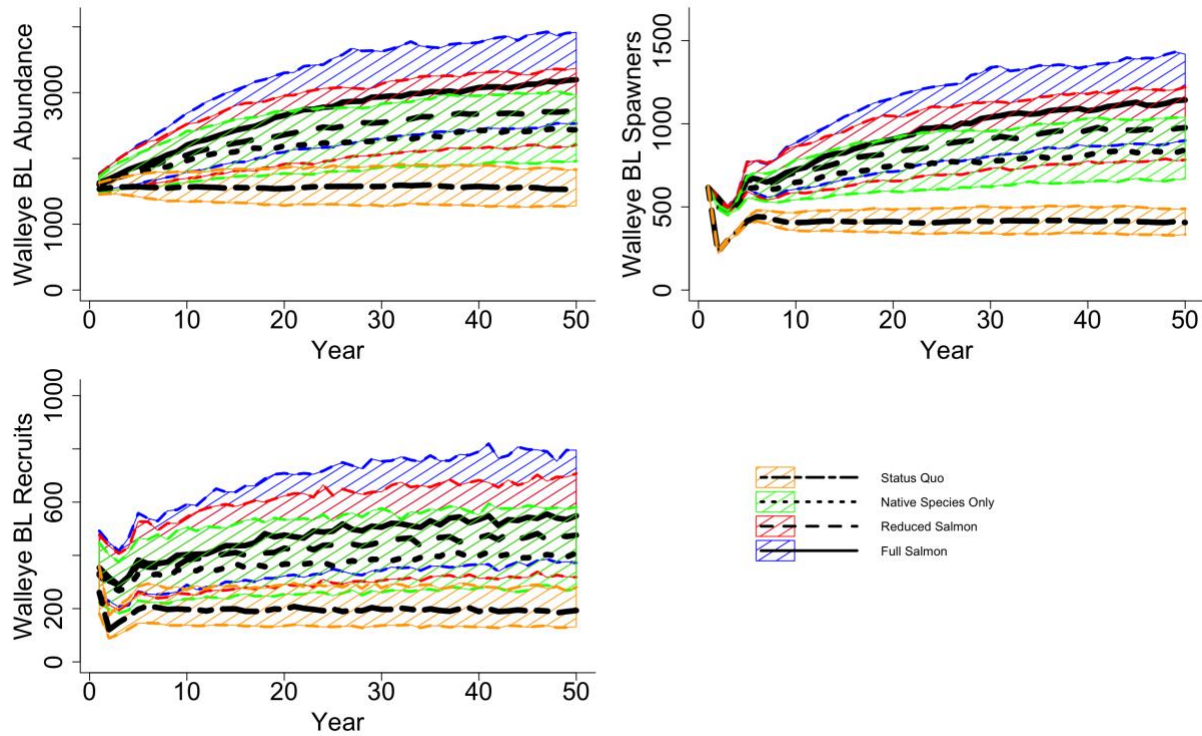 Walleye BL Abundance
0 1000 3000
0 10 20 30 40 50
Year
Walleye BL Spawners
0 500 1000 1500
0 10 20 30 40 50
Year
Walleye BL Recruits
0 200 600 1000
0 10 20 30 40 50
Year
Status Quo
Native Species Only
Reduced Salmon
Full Salmon